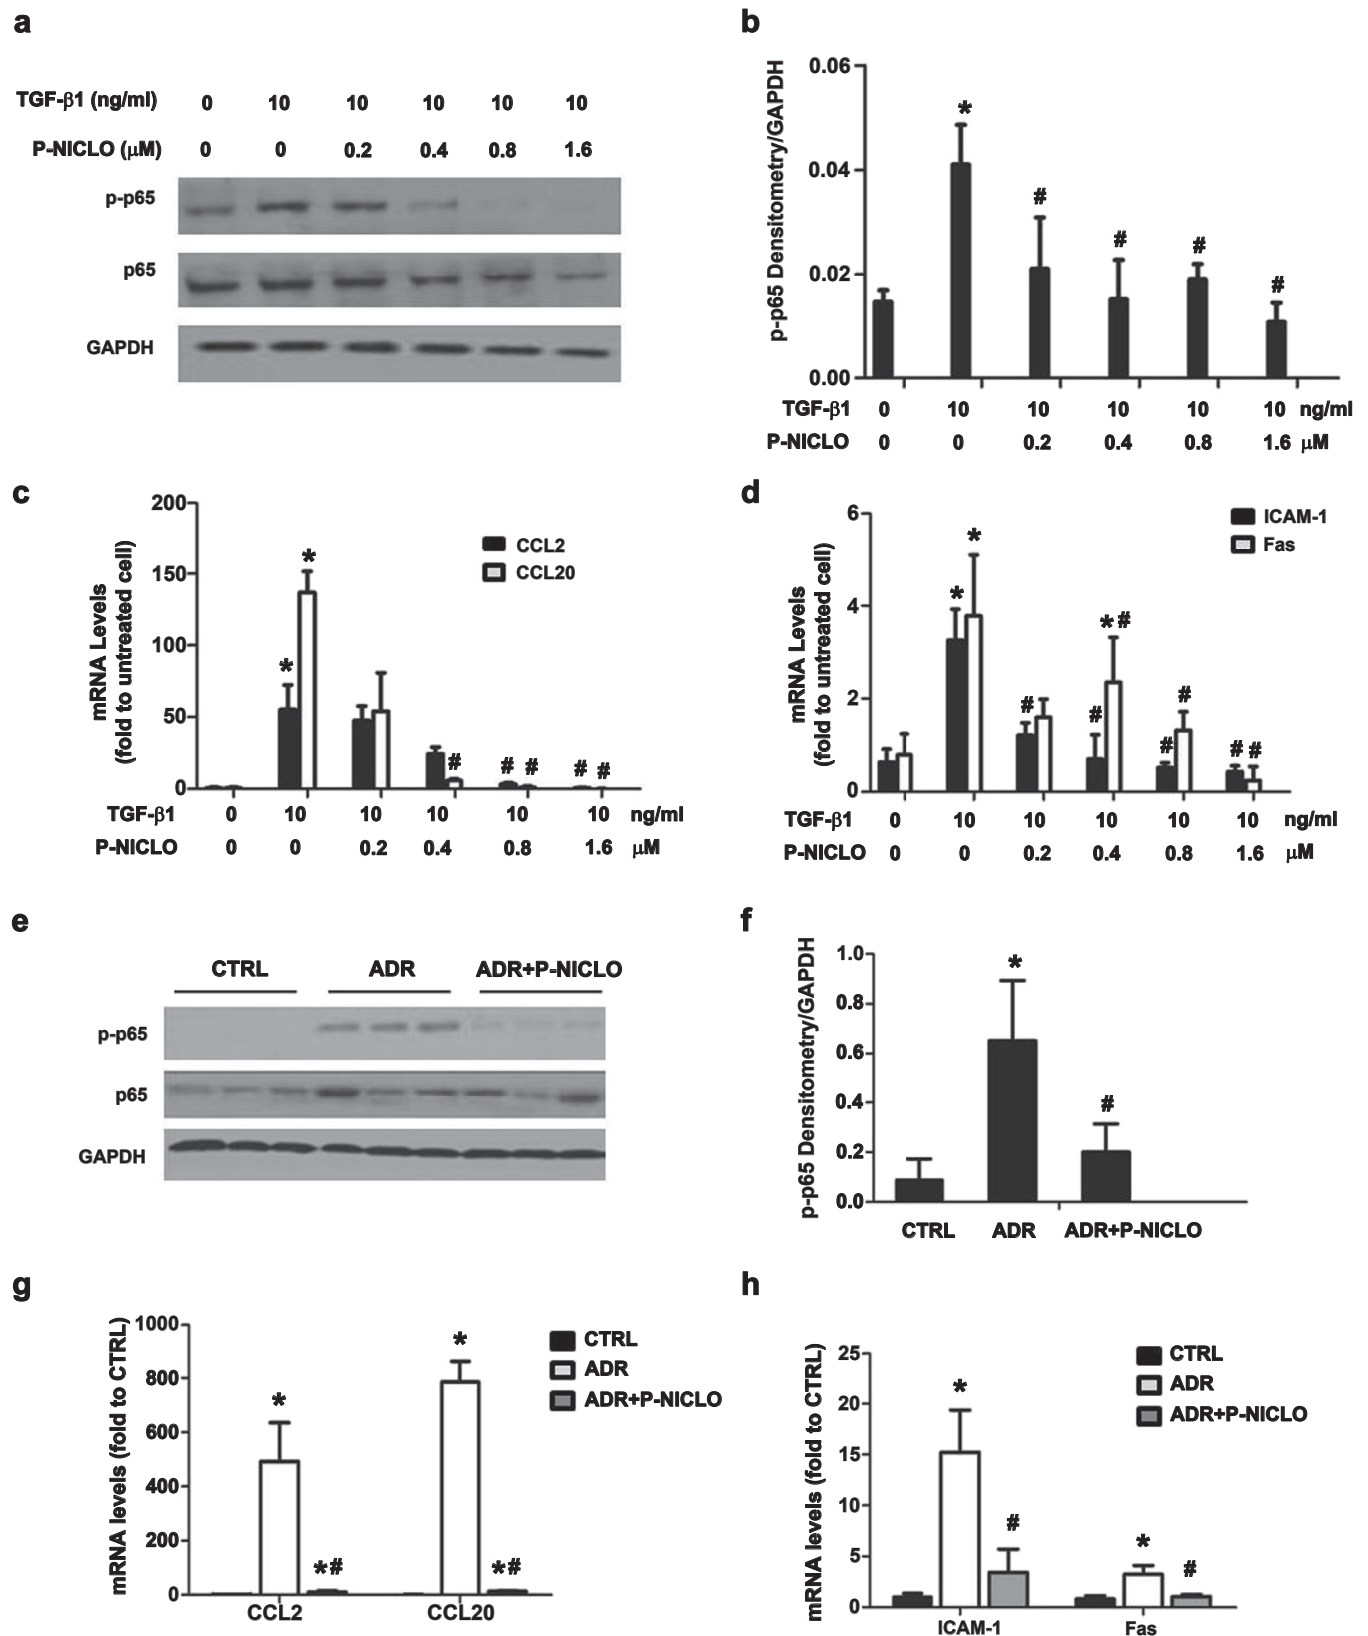 a
TGF-β1 (ng/ml) 0 10 10 10 10 10
P-NICLO (μM) 0 0 0.2 0.4 0.8 1.6
p-p65
p65
GAPDH
b
p-p65 Densitometry/GAPDH
0.06
0.04
0.02
0.00
*
#
#
#
#
TGF-β1 0 10 10 10 10 10 ng/ml
P-NICLO 0 0 0.2 0.4 0.8 1.6 μM
c
mRNA Levels
(fold to untreated cell)
200
150
100
50
0
CCL2
CCL20
*
*
#
# #
# #
TGF-β1 0 10 10 10 10 10 ng/ml
P-NICLO 0 0 0.2 0.4 0.8 1.6 μM
d
mRNA Levels
(fold to untreated cell)
6
4
2
0
ICAM-1
Fas
*
*
#
#
*#
#
#
# #
TGF-β1 0 10 10 10 10 10 ng/ml
P-NICLO 0 0 0.2 0.4 0.8 1.6 μM
e
CTRL ADR ADR+P-NICLO
p-p65
p65
GAPDH
f
p-p65 Densitometry/GAPDH
1.0
0.8
0.6
0.4
0.2
0.0
*
#
CTRL ADR ADR+P-NICLO
g
mRNA levels (fold to CTRL)
1000
800
600
400
200
0
CTRL
ADR
ADR+P-NICLO
*
*#
*
*#
CCL2 CCL20
h
mRNA levels (fold to CTRL)
25
20
15
10
5
0
CTRL
ADR
ADR+P-NICLO
*
#
*
#
ICAM-1 Fas